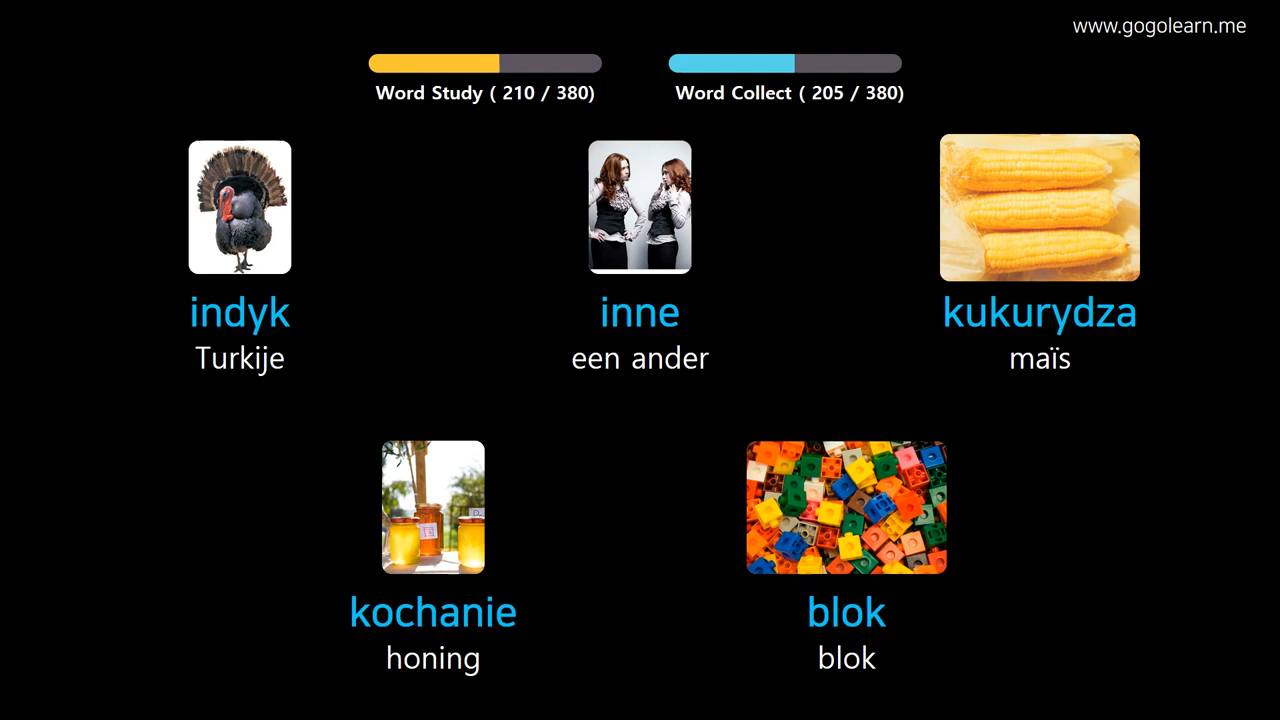 www.gogolearn.me
Word Study ( 210 / 380)
Word Collect ( 205 / 380)
indyk
Turkije
inne
een ander
kukurydza
maïs
kochanie
honing
blok
blok